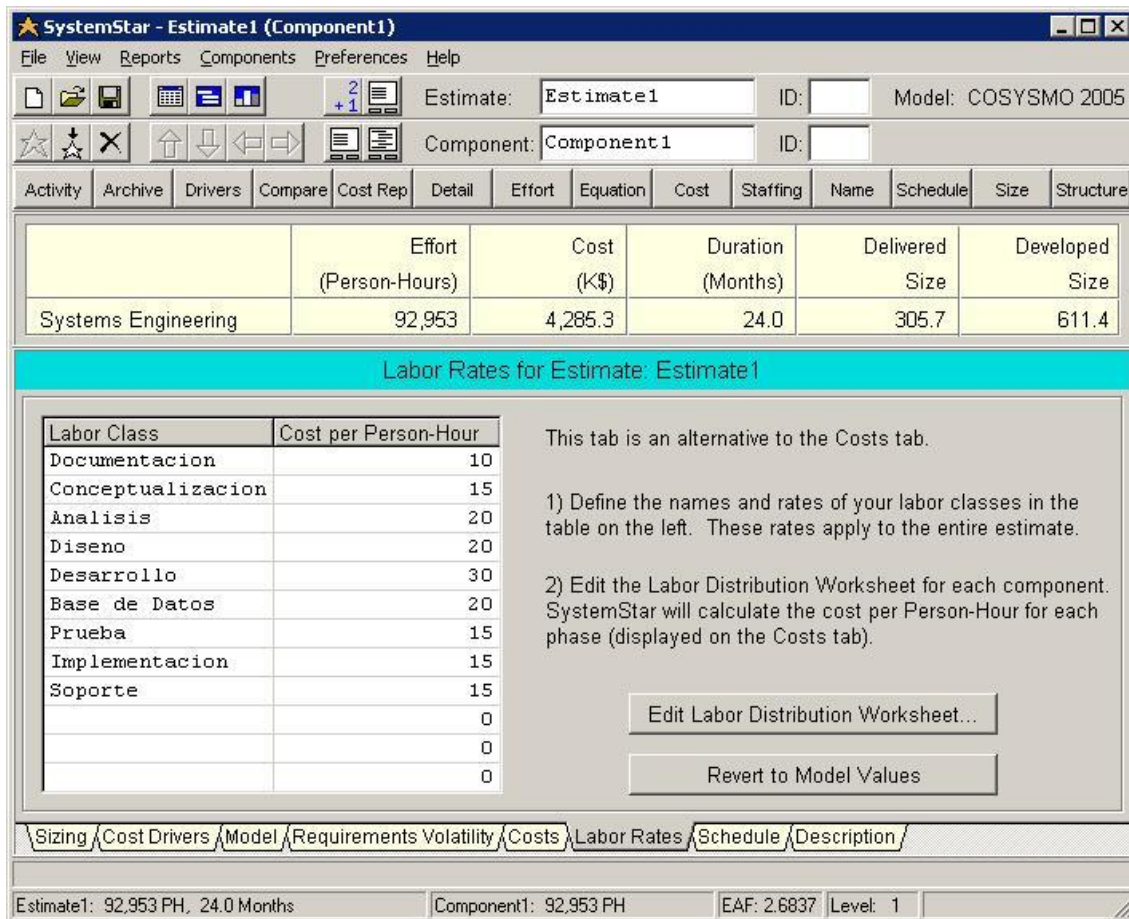 SystemStar - Estimate1 (Component1)
File View Reports Components Preferences Help
2 +1 Estimate: Estimate1 ID: Model: COSYSMO 2005
Component: Component1 ID:
Activity Archive Drivers Compare Cost Rep Detail Effort Equation Cost Staffing Name Schedule Size Structure
Effort Cost Duration Delivered Developed
(Person-Hours) (K$) (Months) Size Size
Systems Engineering 92,953 4,285.3 24.0 305.7 611.4
Labor Rates for Estimate: Estimate1
Labor Class Cost per Person-Hour
Documentacion 10
Conceptualizacion 15
Analisis 20
Diseno 20
Desarrollo 30
Base de Datos 20
Prueba 15
Implementacion 15
Soporte 15
0
0
0
This tab is an alternative to the Costs tab.
1) Define the names and rates of your labor classes in the
table on the left. These rates apply to the entire estimate.
2) Edit the Labor Distribution Worksheet for each component.
SystemStar will calculate the cost per Person-Hour for each
phase (displayed on the Costs tab).
Edit Labor Distribution Worksheet...
Revert to Model Values
Sizing Cost Drivers Model Requirements Volatility Costs Labor Rates Schedule Description
Estimate1: 92,953 PH, 24.0 Months Component1: 92,953 PH EAF: 2.6837 Level: 1